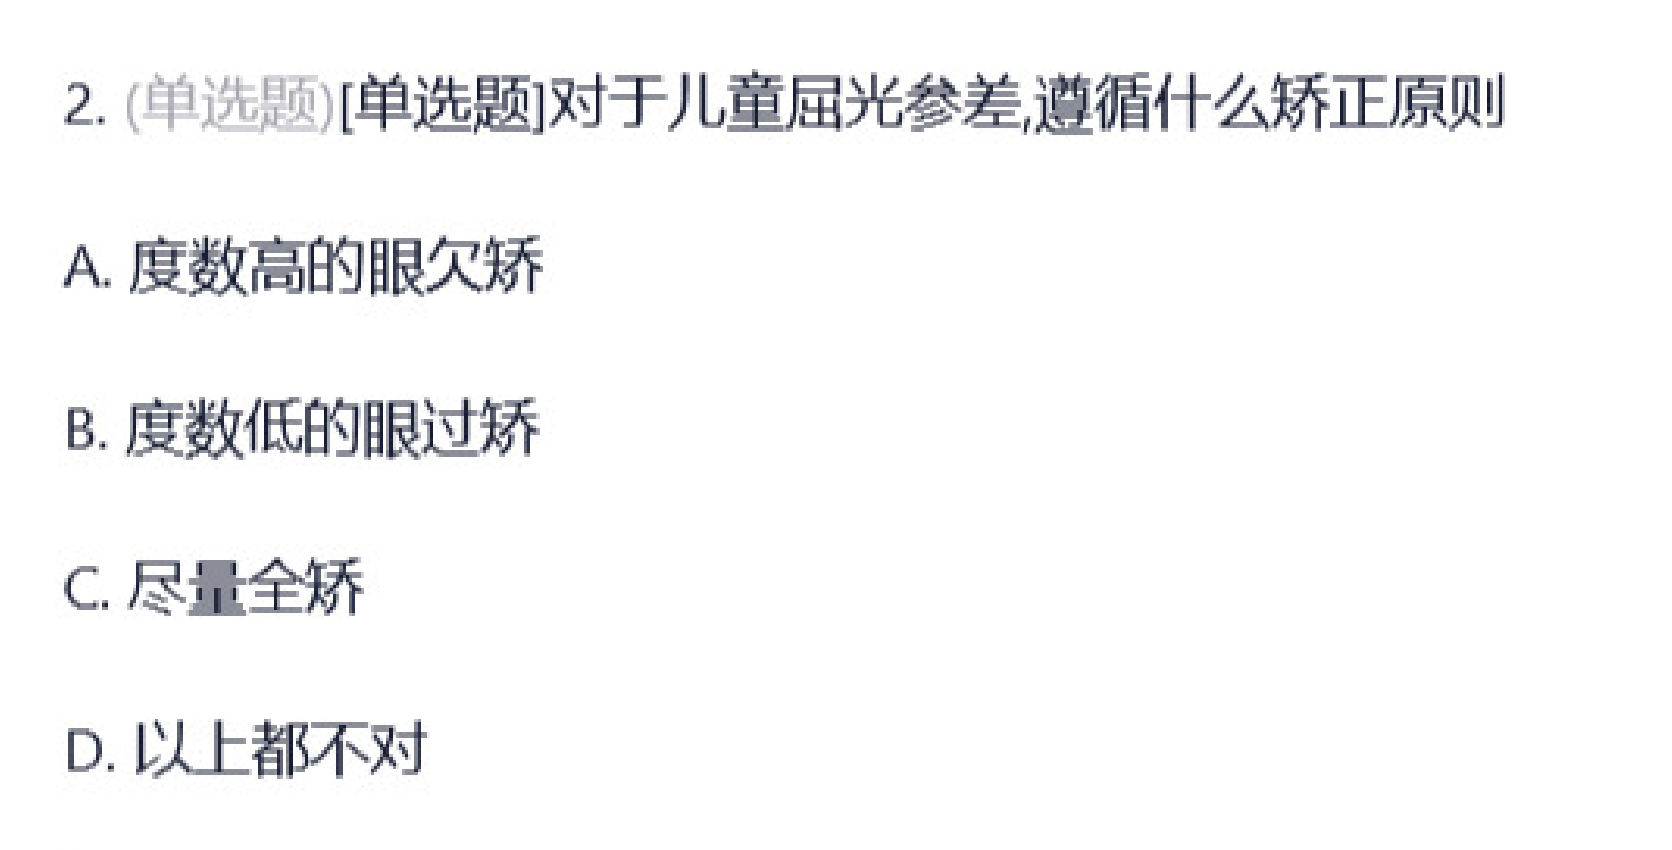 2. (单选题)[单选题]对于儿童屈光参差,遵循什么矫正原则
A. 度数高的眼欠矫
B. 度数低的眼过矫
C. 尽量全矫
D. 以上都不对